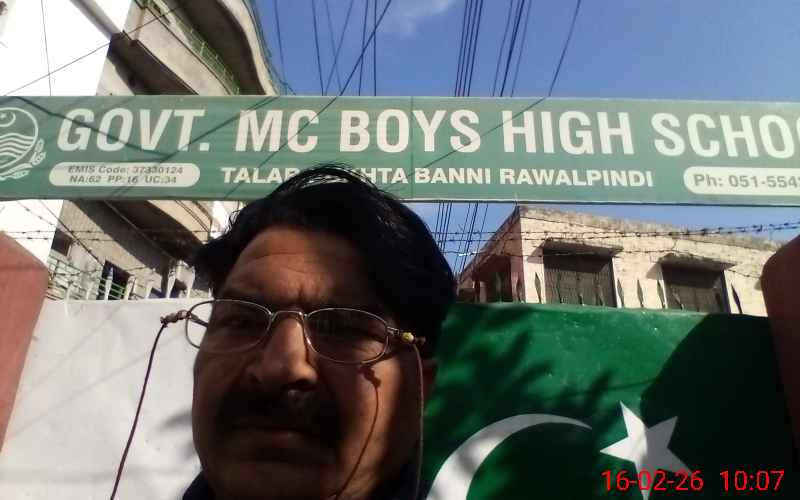 GOVT. MC BOYS HIGH SCHOO
EMIS Code: 37330124
NA:62 PP:16 UC:34
BANNI RAWALPINDI
Ph: 051-554
16-02-26 10:07